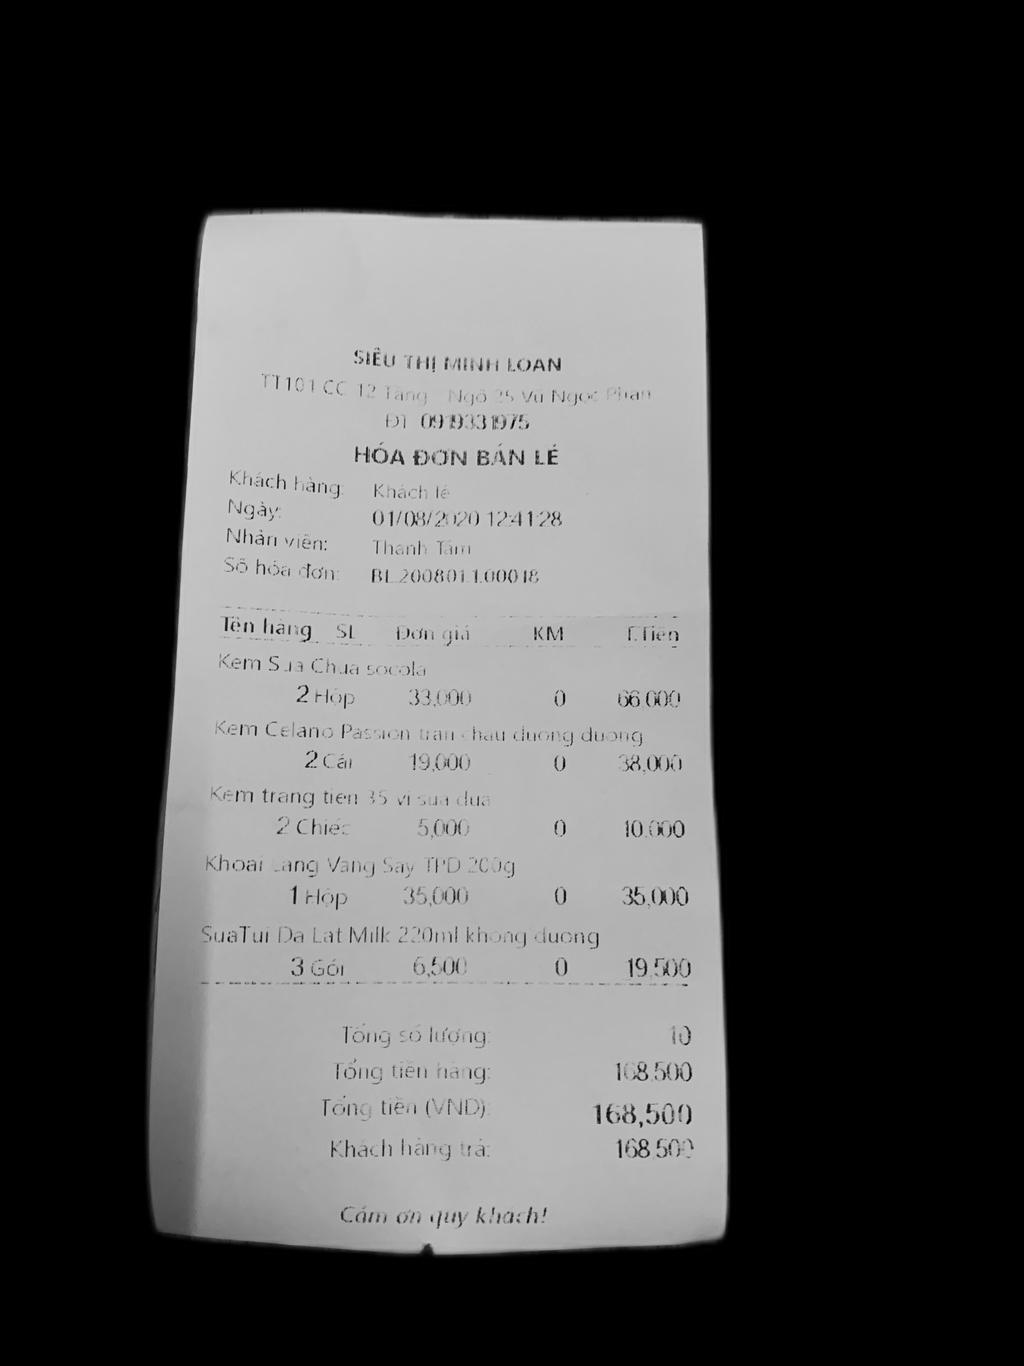 SIÊU THỊ MINH LOAN
TT101 CC 12 Tầng - Ngõ 25 Vũ Ngọc Phan
ĐT 0919331975
HÓA ĐƠN BÁN LẺ
Khách hàng: Khách lẻ
Ngày: 01/08/2020 12:41:28
Nhân viên: Thanh Tâm
Số hóa đơn: BL.200801.1.00018
Tên hàng SL Đơn giá KM T.Tiền
Kem Sua Chua socola
2 Hộp 33,000 0 66,000
Kem Celano Passion tran chau duong duong
2 Cái 19,000 0 38,000
Kem trang tien 35 vi sua dua
2 Chiếc 5,000 0 10,000
Khoai Lang Vang Say TPD 200g
1 Hộp 35,000 0 35,000
SuaTui Da Lat Milk 220ml khong duong
3 Gói 6,500 0 19,500
Tổng số lượng: 10
Tổng tiền hàng: 168,500
Tổng tiền (VND): 168,500
Khách hàng trả: 168,500
Cảm ơn quý khách!